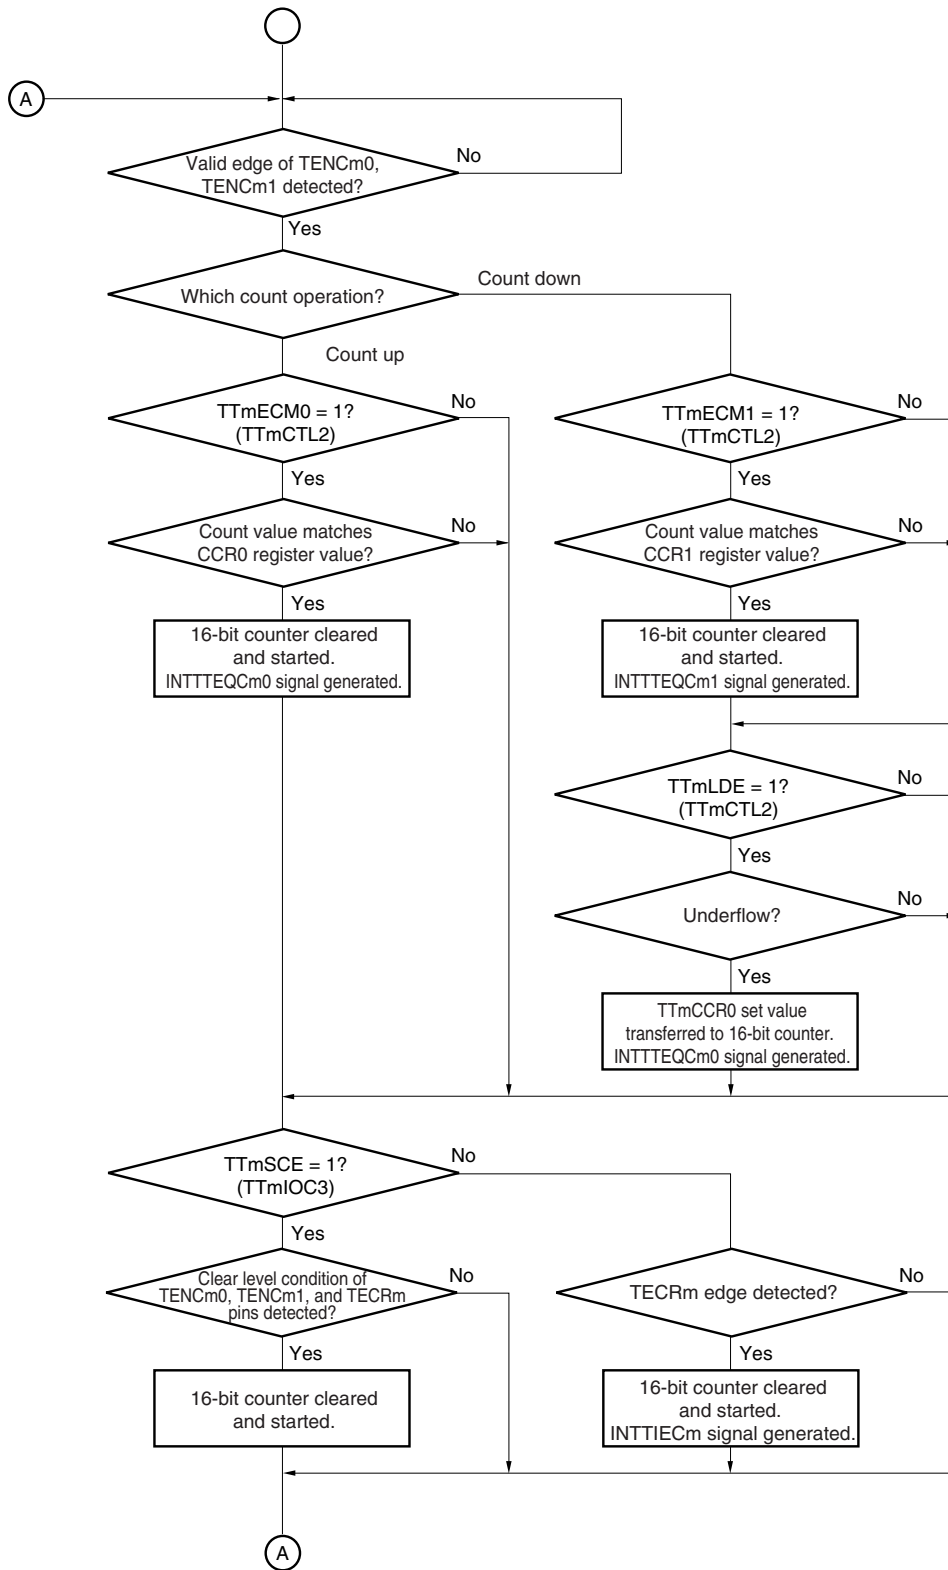 A
Valid edge of TENCm0,
TENCm1 detected?
No
Yes
Which count operation?
Count down
Count up
TTmECM0 = 1?
(TTmCTL2)
No
TTmECM1 = 1?
(TTmCTL2)
No
Yes
Yes
Count value matches
CCR0 register value?
No
Count value matches
CCR1 register value?
No
Yes
Yes
16-bit counter cleared
and started.
INTTTEQCm0 signal generated.
16-bit counter cleared
and started.
INTTTEQCm1 signal generated.
TTmLDE = 1?
(TTmCTL2)
No
Yes
Underflow?
No
Yes
TTmCCR0 set value
transferred to 16-bit counter.
INTTTEQCm0 signal generated.
TTmSCE = 1?
(TTmIOC3)
No
Yes
Clear level condition of
TENCm0, TENCm1, and TECRm
pins detected?
No
TECRm edge detected?
No
Yes
Yes
16-bit counter cleared
and started.
16-bit counter cleared
and started.
INTTIECm signal generated.
A